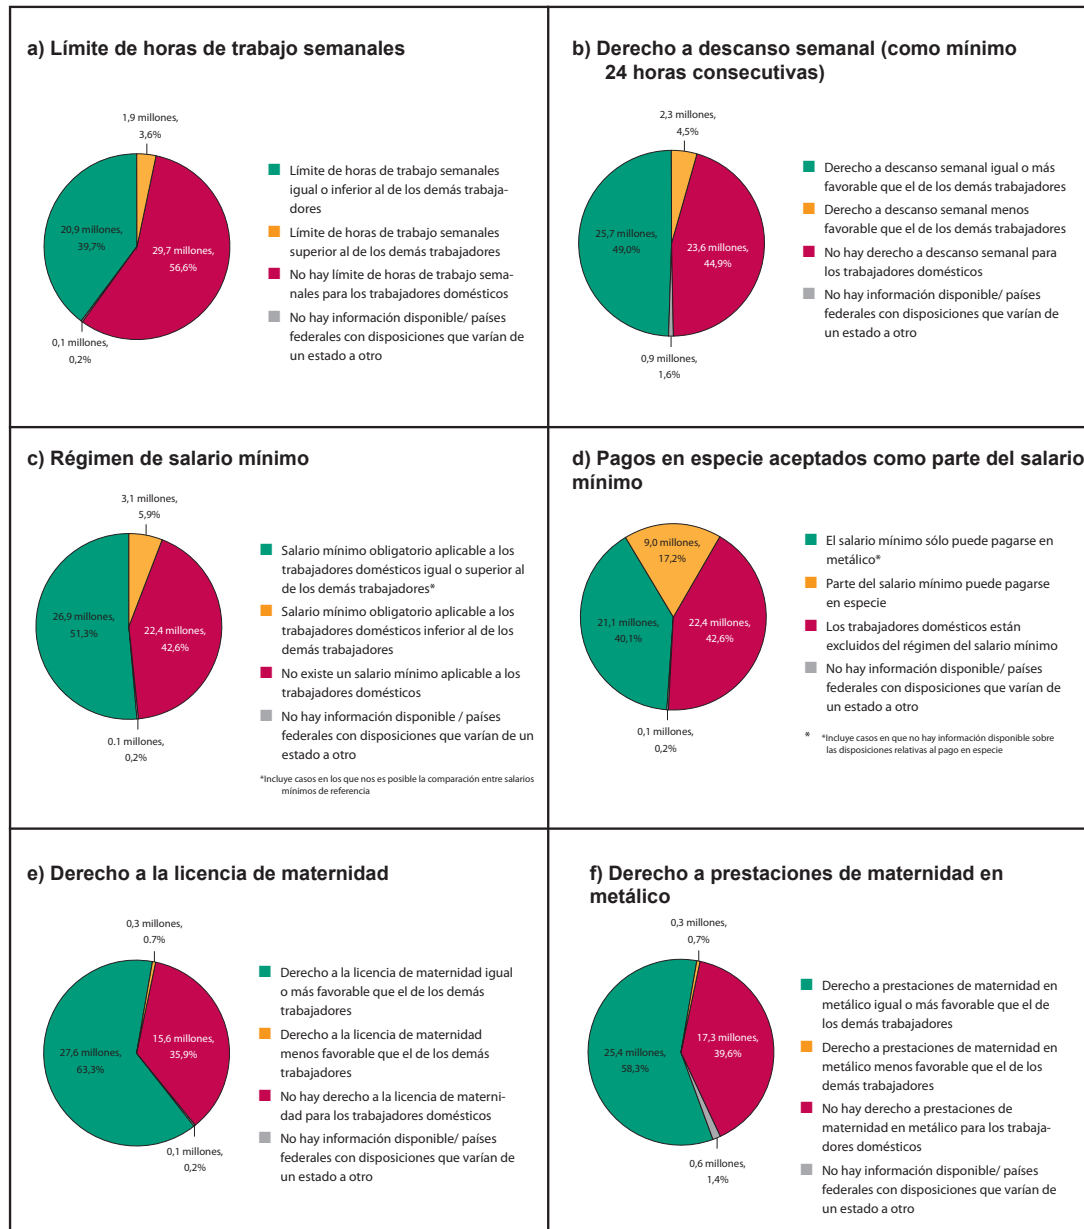 a) Límite de horas de trabajo semanales
1,9 millones,
3,6%
20,9 millones,
39,7%
29,7 millones,
56,6%
0,1 millones,
0,2%
Límite de horas de trabajo semanales
igual o inferior al de los demás trabaja-
dores
Límite de horas de trabajo semanales
superior al de los demás trabajadores
No hay límite de horas de trabajo sema-
nales para los trabajadores domésticos
No hay información disponible/ países
federales con disposiciones que varían de
un estado a otro
b) Derecho a descanso semanal (como mínimo
24 horas consecutivas)
2,3 millones,
4,5%
25,7 millones,
49,0%
23,6 millones,
44,9%
0,9 millones,
1,6%
Derecho a descanso semanal igual o más
favorable que el de los demás trabajadores
Derecho a descanso semanal menos
favorable que el de los demás trabajadores
No hay derecho a descanso semanal para
los trabajadores domésticos
No hay información disponible/ países
federales con disposiciones que varían de
un estado a otro
c) Régimen de salario mínimo
3,1 millones,
5,9%
26,9 millones,
51,3%
22,4 millones,
42,6%
0.1 millones,
0,2%
Salario mínimo obligatorio aplicable a los
trabajadores domésticos igual o superior al
de los demás trabajadores*
Salario mínimo obligatorio aplicable a los
trabajadores domésticos inferior al de los
demás trabajadores
No existe un salario mínimo aplicable a los
trabajadores domésticos
No hay información disponible / países
federales con disposiciones que varían de un
estado a otro
*Incluye casos en los que nos es posible la comparación entre salarios
mínimos de referencia
d) Pagos en especie aceptados como parte del salario
mínimo
9,0 millones,
17,2%
21,1 millones,
40,1%
22,4 millones,
42,6%
0,1 millones,
0,2%
El salario mínimo sólo puede pagarse en
metálico*
Parte del salario mínimo puede pagarse
en especie
Los trabajadores domésticos están
excluidos del régimen del salario mínimo
No hay información disponible/ países
federales con disposiciones que varían de
un estado a otro
* *Incluye casos en que no hay información disponible sobre
las disposiciones relativas al pago en especie
e) Derecho a la licencia de maternidad
0,3 millones,
0.7%
27,6 millones,
63,3%
15,6 millones,
35,9%
0,1 millones,
0,2%
Derecho a la licencia de maternidad igual
o más favorable que el de los demás
trabajadores
Derecho a la licencia de maternidad
menos favorable que el de los demás
trabajadores
No hay derecho a la licencia de materni-
dad para los trabajadores domésticos
No hay información disponible/ países
federales con disposiciones que varían de
un estado a otro
f) Derecho a prestaciones de maternidad en
metálico
0,3 millones,
0,7%
25,4 millones,
58,3%
17,3 millones,
39,6%
0,6 millones,
1,4%
Derecho a prestaciones de maternidad en
metálico igual o más favorable que el de
los demás trabajadores
Derecho a prestaciones de maternidad en
metálico menos favorable que el de los
demás trabajadores
No hay derecho a prestaciones de
maternidad en metálico para los trabaja-
dores domésticos
No hay información disponible/ países
federales con disposiciones que varían de
un estado a otro